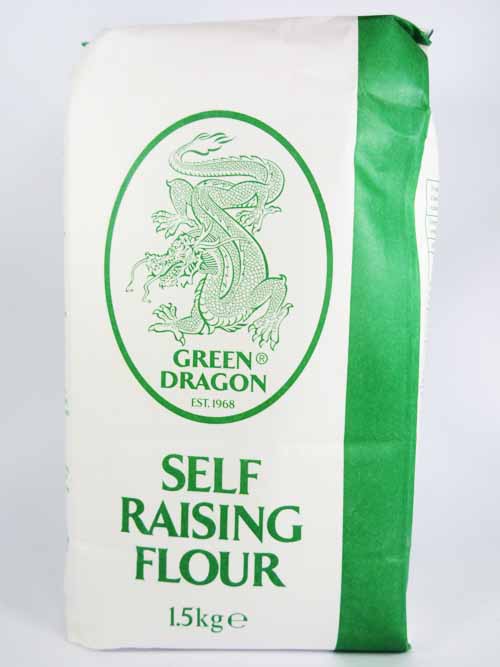 GREEN®
DRAGON
EST. 1968
SELF
RAISING
FLOUR
1.5kg ℮